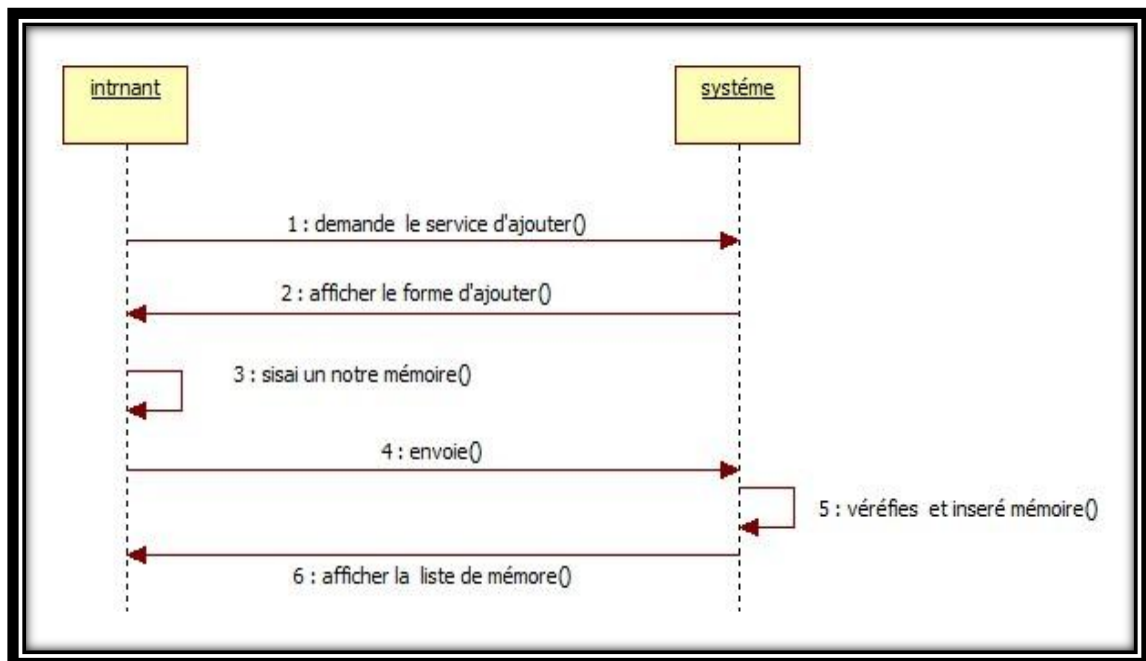 intrnant
systéme
1 : demande  le service d'ajouter()
2 : afficher le forme d'ajouter()
3 : sisai un notre mémoire()
4 : envoie()
5 : véréfies  et inseré mémoire()
6 : afficher la  liste de mémore()